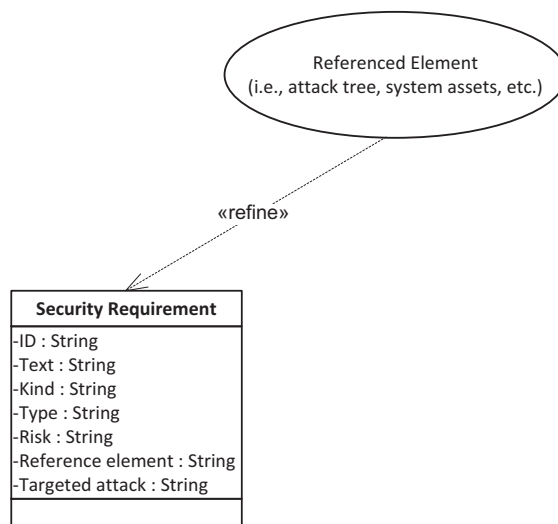 Referenced Element
(i.e., attack tree, system assets, etc.)
«refine»
Security Requirement
-ID : String
-Text : String
-Kind : String
-Type : String
-Risk : String
-Reference element : String
-Targeted attack : String